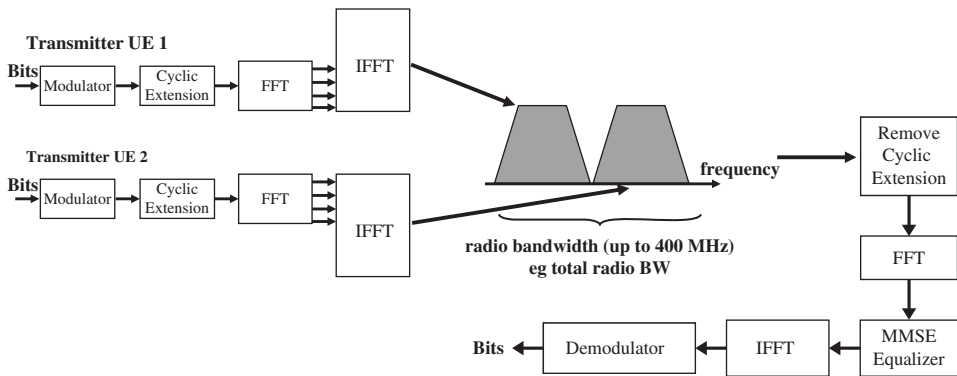 Transmitter UE 1
Bits
Modulator
Cyclic
Extension
FFT
IFFT
Transmitter UE 2
Bits
Modulator
Cyclic
Extension
FFT
IFFT
frequency
radio bandwidth (up to 400 MHz)
eg total radio BW
Remove
Cyclic
Extension
FFT
MMSE
Equalizer
IFFT
Demodulator
Bits